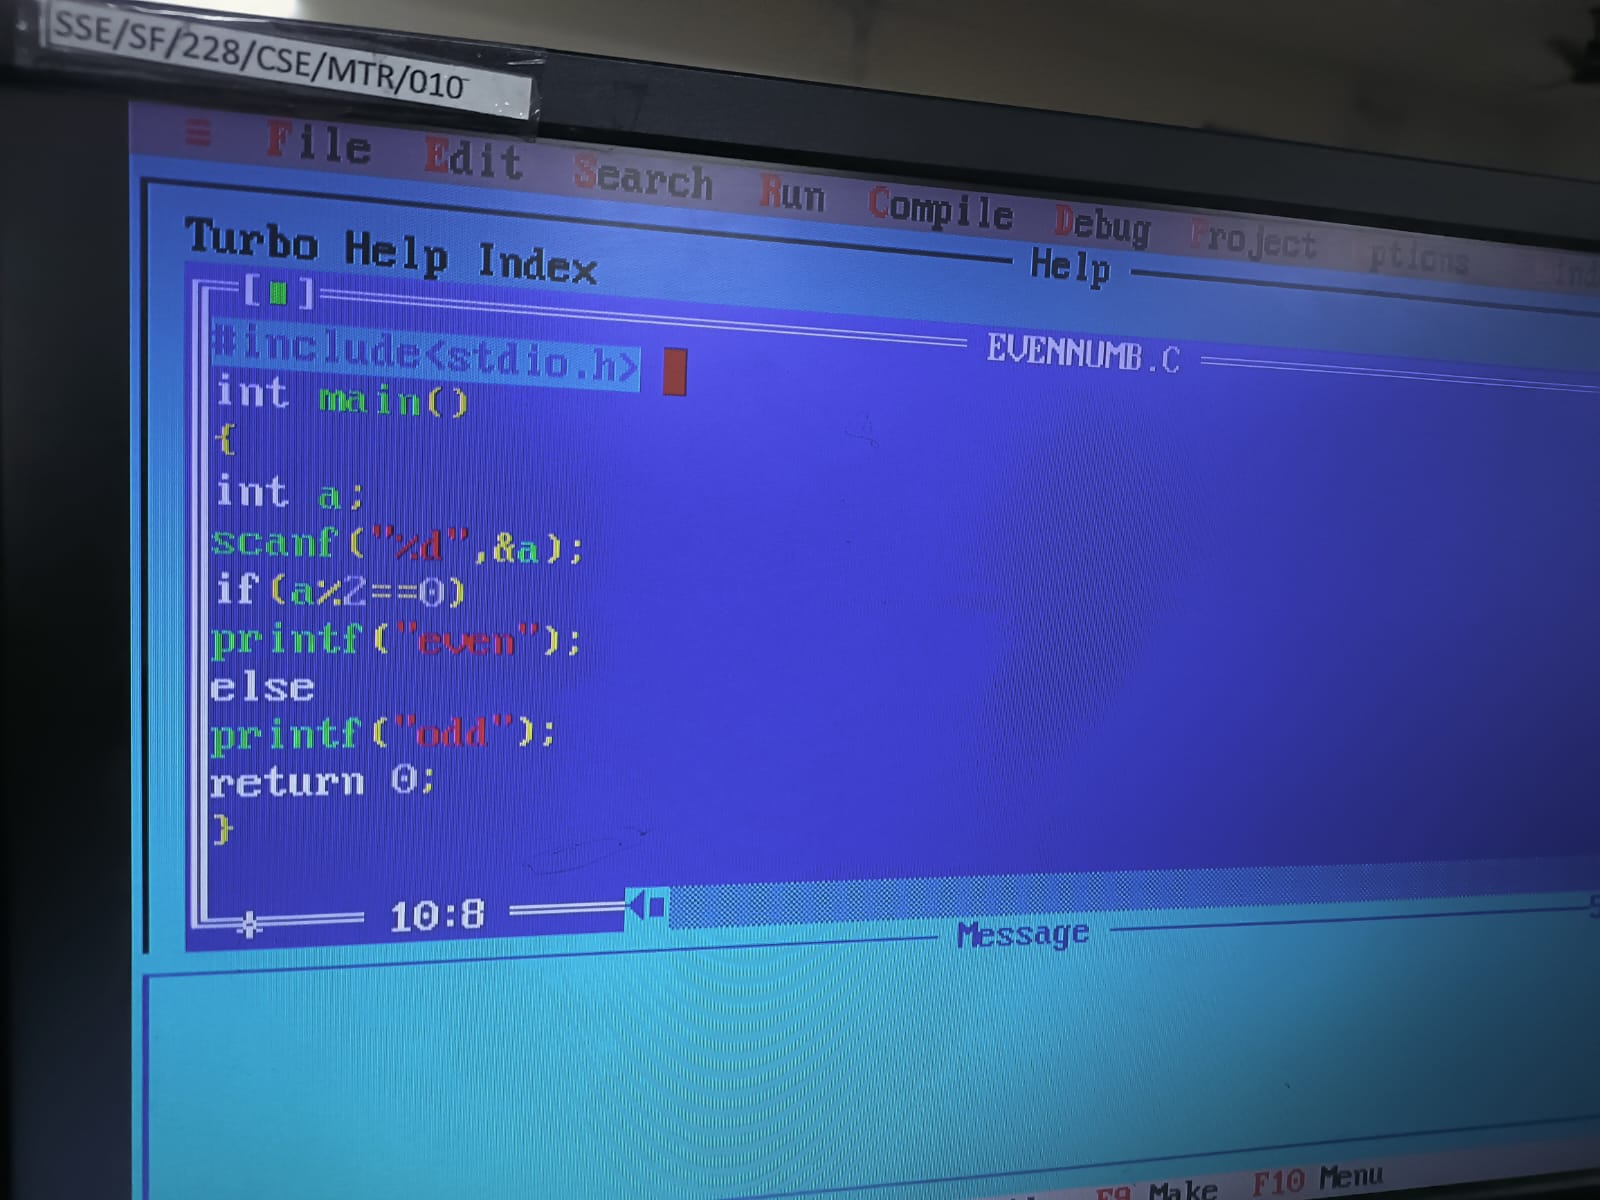 SSE/SF/228/CSE/MTR/010
≡ File Edit Search Run Compile Debug Project ptions
Help
Turbo Help Index
[■] EVENNUMB.C
#include<stdio.h>
int main()
{
int a;
scanf("%d",&a);
if(a%2==0)
printf("even");
else
printf("odd");
return 0;
}
10:8
Message
F9 Make F10 Menu